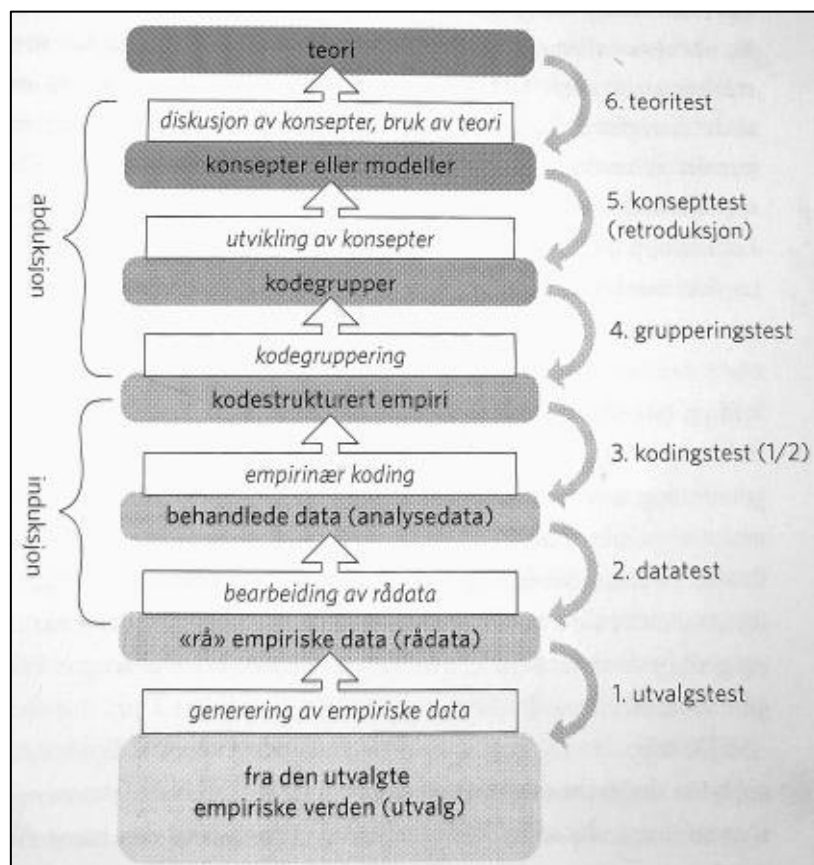 teori
6. teoritest
diskusjon av konsepter, bruk av teori
konsepter eller modeller
abduksjon
5. konsepttest
(retroduksjon)
utvikling av konsepter
kodegrupper
4. grupperingstest
kodegruppering
kodestrukturert empiri
3. kodingstest (1/2)
empirinær koding
induksjon
behandlede data (analysedata)
2. datatest
bearbeiding av rådata
«rå» empiriske data (rådata)
1. utvalgstest
generering av empiriske data
fra den utvalgte
empiriske verden (utvalg)